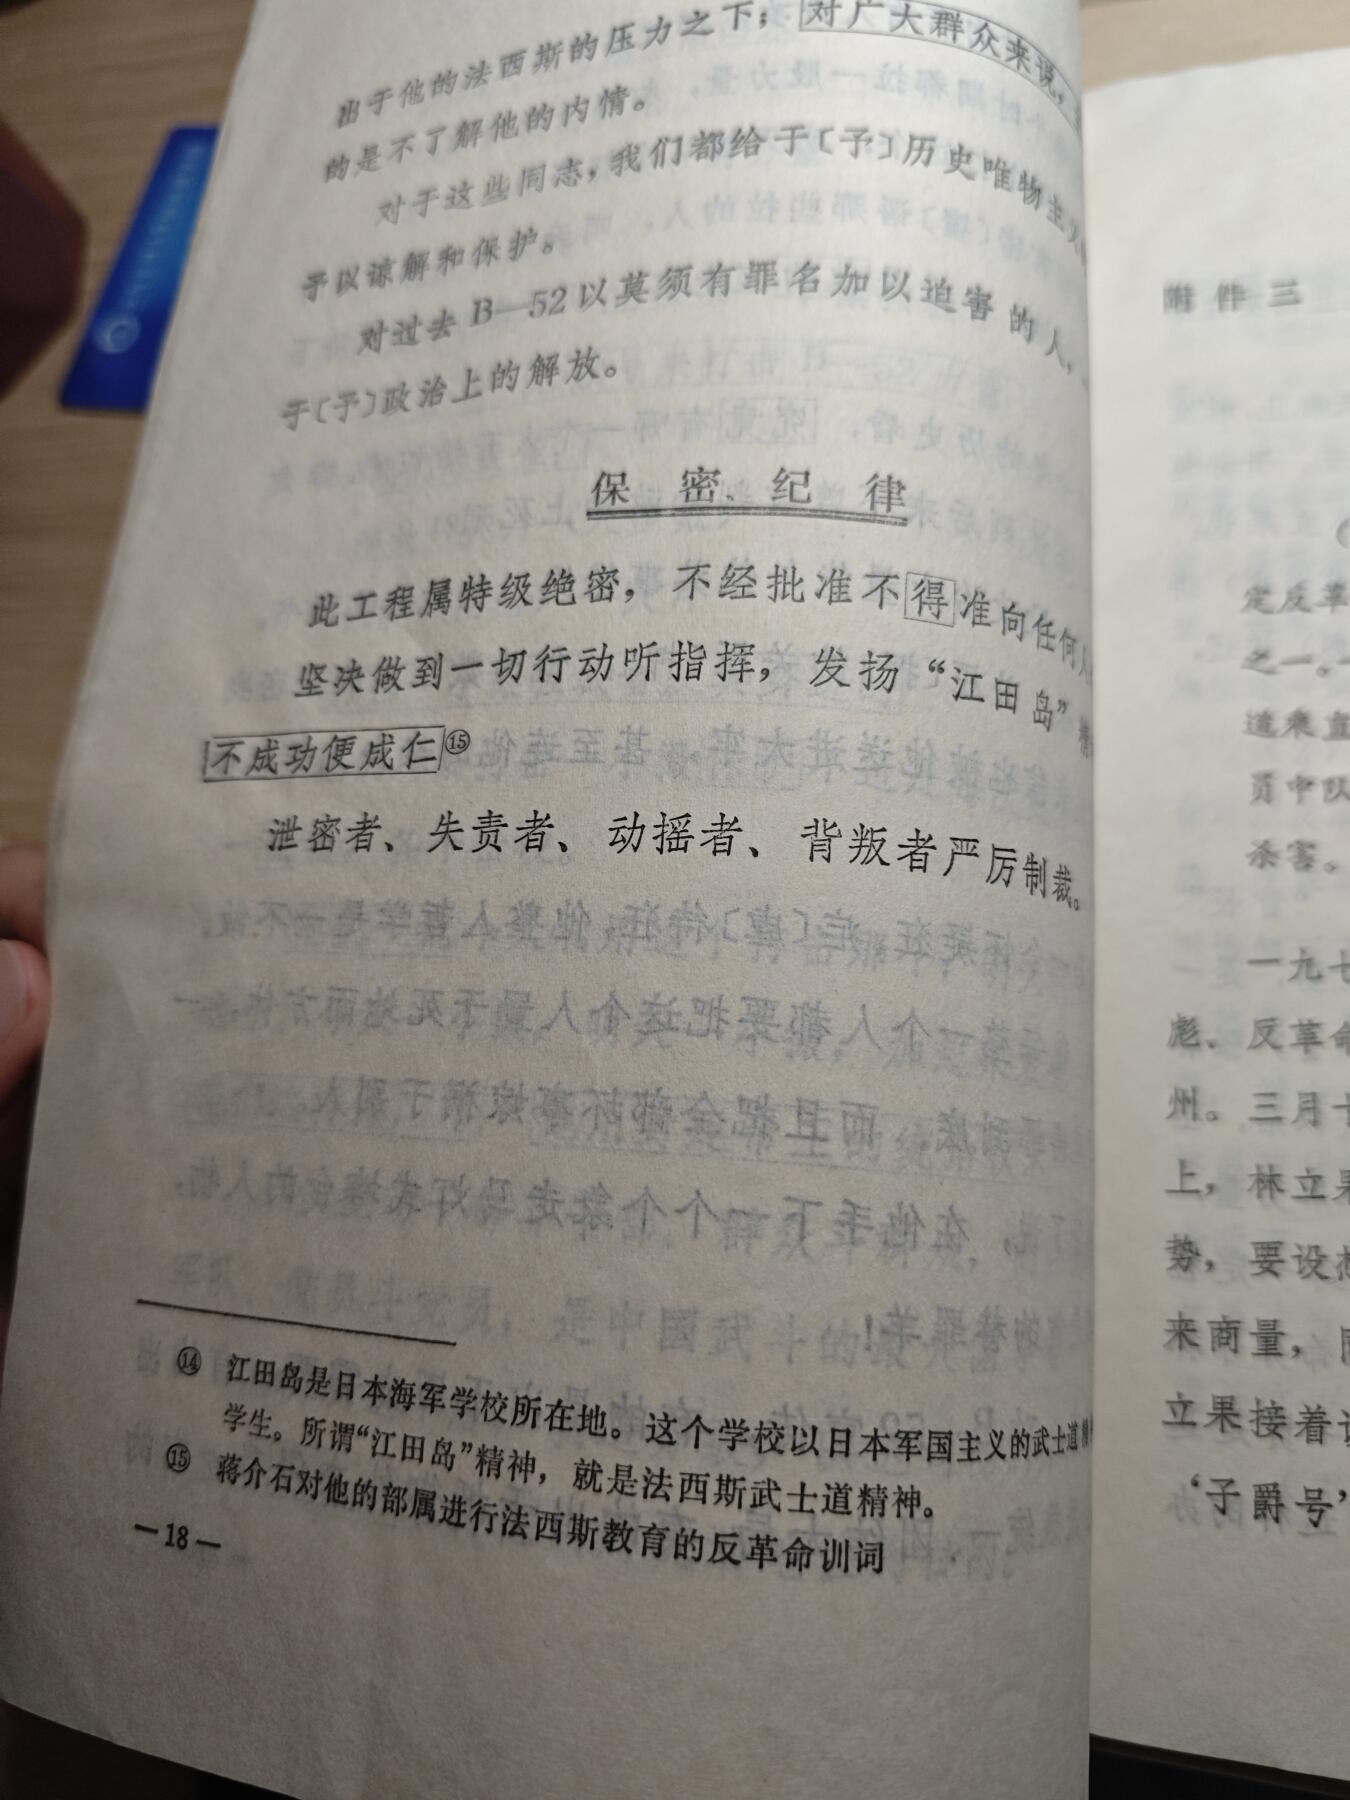 出于他的法西斯的压力之下；对广大群众来说，
的是不了解他的内情。
对于这些同志，我们都给于〔予〕历史唯物主义
予以谅解和保护。
对过去B—52以莫须有罪名加以迫害的人，
于〔予〕政治上的解放。
保密纪律
此工程属特级绝密，不经批准不得准向任何
坚决做到一切行动听指挥，发扬“江田岛”
不成功便成仁⑮
泄密者、失责者、动摇者、背叛者严厉制裁。
⑭ 江田岛是日本海军学校所在地。这个学校以日本军国主义的武士道
学生。所谓“江田岛”精神，就是法西斯武士道精神。
⑮ 蒋介石对他的部属进行法西斯教育的反革命训词
—18—
附件三
定反革
之一。
道乘直
员中队
杀害。
一九七
彪、反革命
州。三月
上，林立果
势，要设想
来商量，
立果接着
‘子爵号’